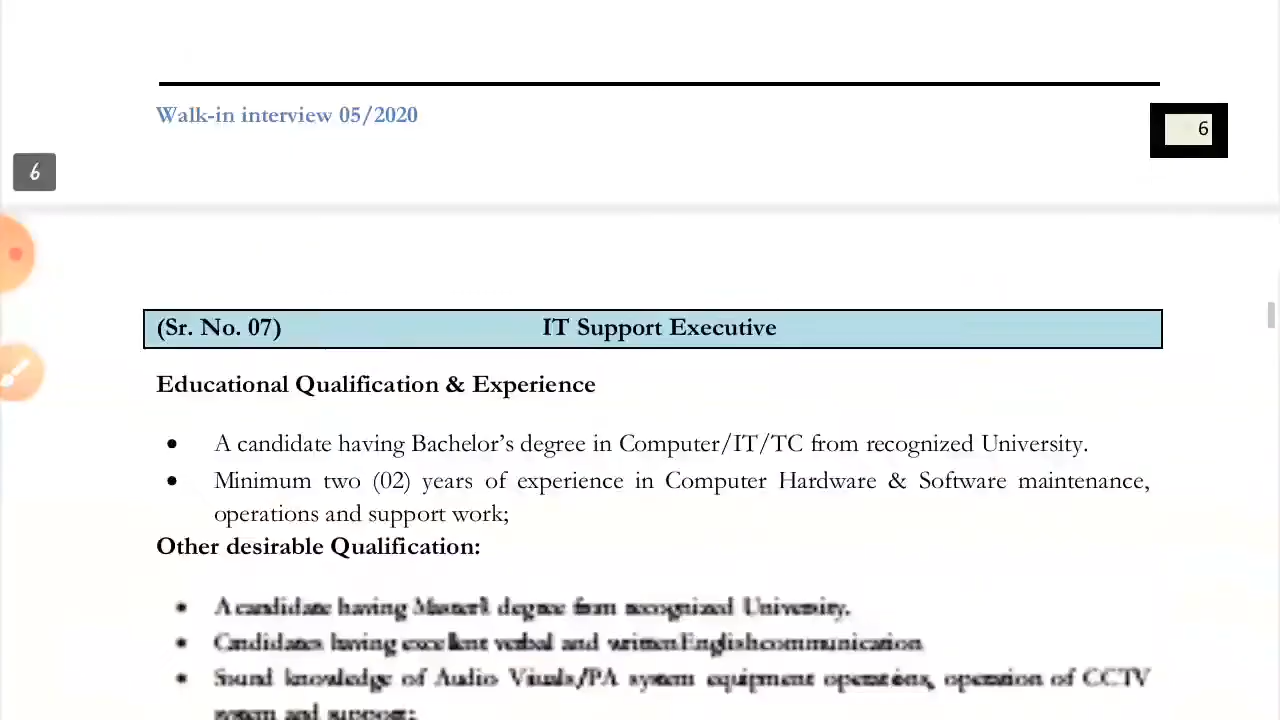 Walk-in interview 05/2020
6
6
(Sr. No. 07) IT Support Executive
Educational Qualification & Experience
• A candidate having Bachelor’s degree in Computer/IT/TC from recognized University.
• Minimum two (02) years of experience in Computer Hardware & Software maintenance,
operations and support work;
Other desirable Qualification:
• A candidate having Master's degree from recognized University.
• Candidates having excellent verbal and written English communication
• Sound knowledge of Audio Visuals/PA system equipment operations, operation of CCTV
system and support;